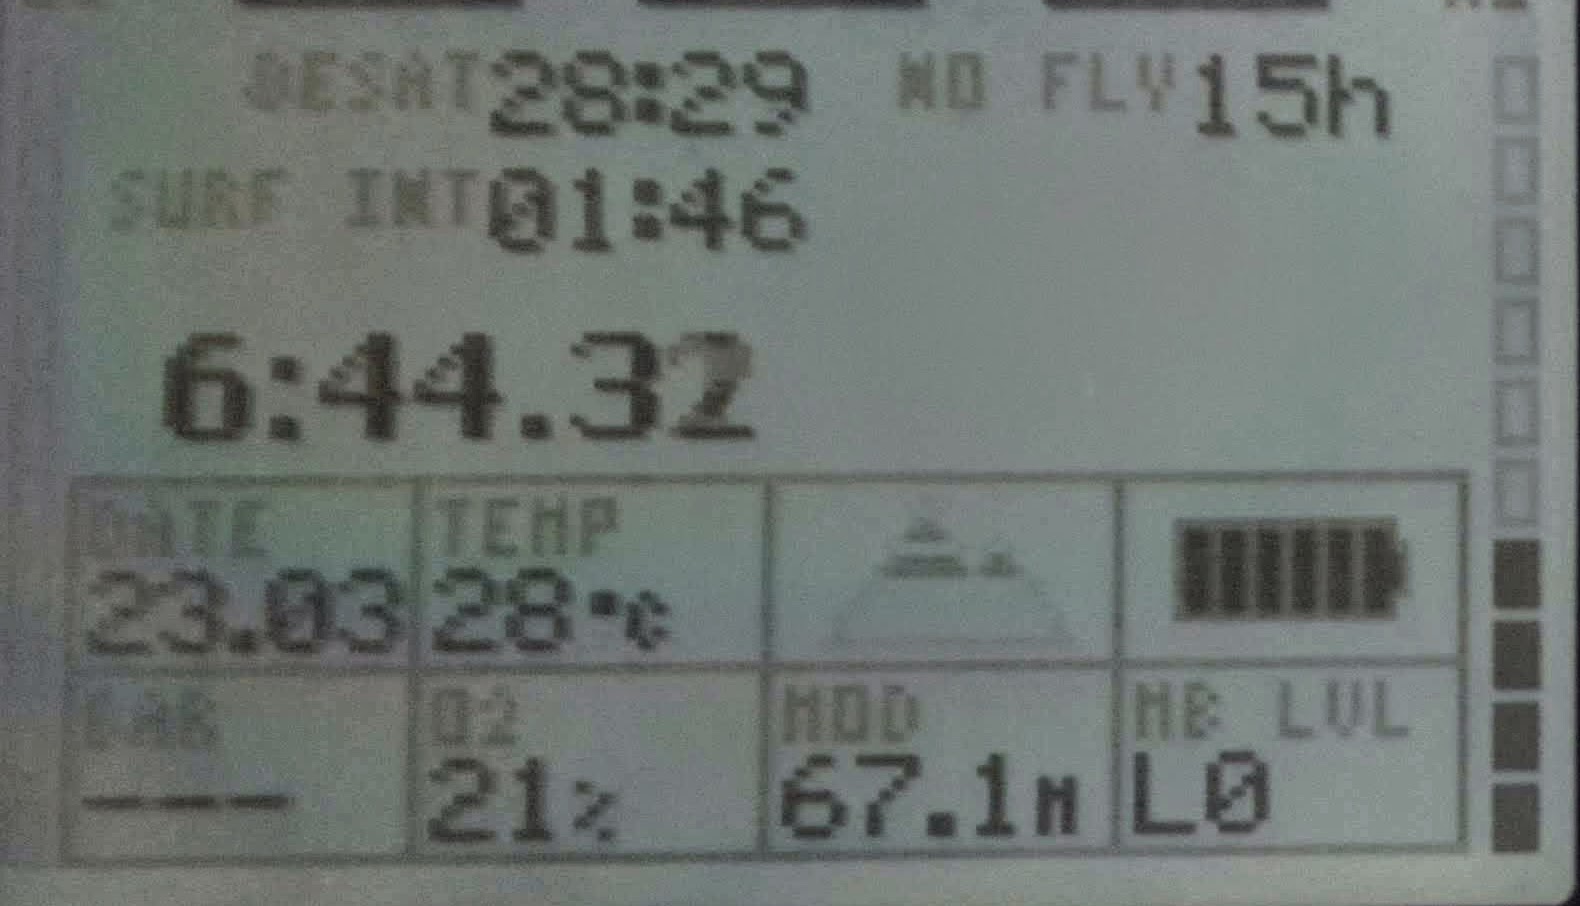 DESAT 28:29 NO FLY 15h
SURF INT 01:46
6:44.32
DATE TEMP
23.03 28°C
BAR O2 MOD MB LVL
--- 21% 67.1M L0